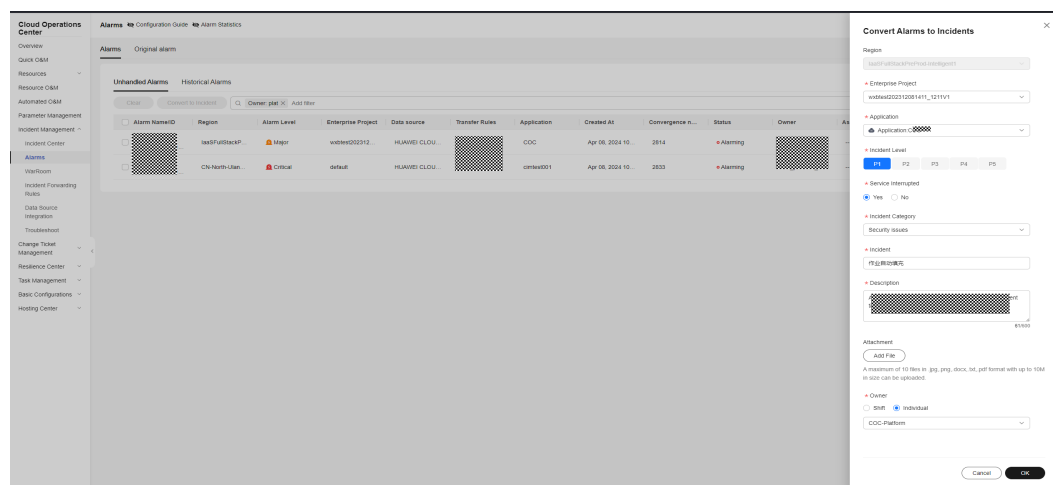 Cloud Operations
Center
Overview
Quick O&M
Resources
Resource O&M
Automated O&M
Parameter Management
Incident Management
Incident Center
Alarms
WarRoom
Incident Forwarding
Rules
Data Source
Integration
Troubleshoot
Change Ticket
Management
Resilience Center
Task Management
Basic Configurations
Hosting Center
Alarms Configuration Guide Alarm Statistics
Alarms Original alarm
Unhandled Alarms Historical Alarms
Clear Convert to Incident Owner: plat Add filter
Alarm Name/ID Region Alarm Level Enterprise Project Data source Transfer Rules Application Created At Convergence n... Status Owner As
IaaSFullStackP... Major wxbtest202312... HUAWEI CLOU... COC Apr 08, 2024 10... 2814 Alarming --
CN-North-Ulan... Critical default HUAWEI CLOU... cimtest001 Apr 08, 2024 10... 2833 Alarming --
Convert Alarms to Incidents
Region
* Enterprise Project
wxbtest202312081411_1211V1
* Application
Application:C
* Incident Level
P1 P2 P3 P4 P5
* Service Interrupted
Yes No
* Incident Category
Security issues
* Incident
* Description
ent
81/500
Attachment
Add File
A maximum of 10 files in .jpg,.png,.docx,.txt,.pdf format with up to 10M
in size can be uploaded.
* Owner
Shift Individual
COC-Platform
Cancel OK